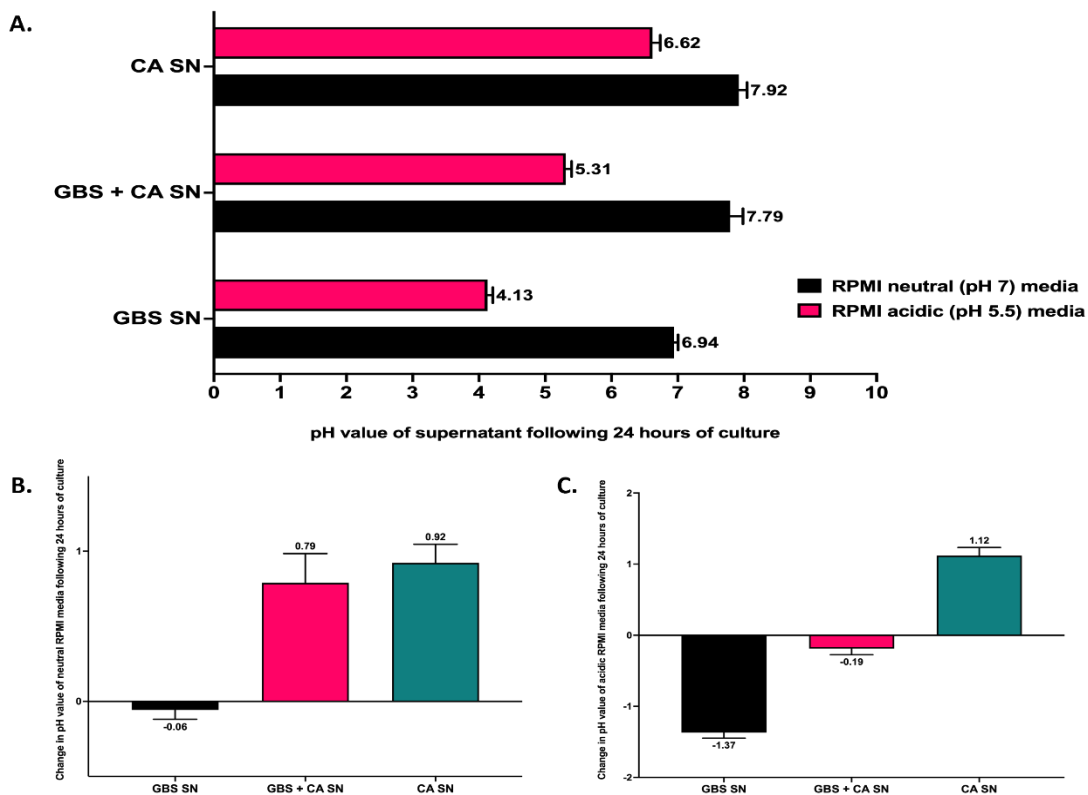 A.
CA SN
6.62
7.92
GBS + CA SN
5.31
7.79
GBS SN
4.13
6.94
RPMI neutral (pH 7) media
RPMI acidic (pH 5.5) media
0 1 2 3 4 5 6 7 8 9 10
pH value of supernatant following 24 hours of culture
B.
Change in pH value of neutral RPMI media following 24 hours of culture
1
0
-0.06
0.79
0.92
GBS SN GBS + CA SN CA SN
C.
Change in pH value of acidic RPMI media following 24 hours of culture
2
1
0
-1
-2
-1.37
-0.19
1.12
GBS SN GBS + CA SN CA SN